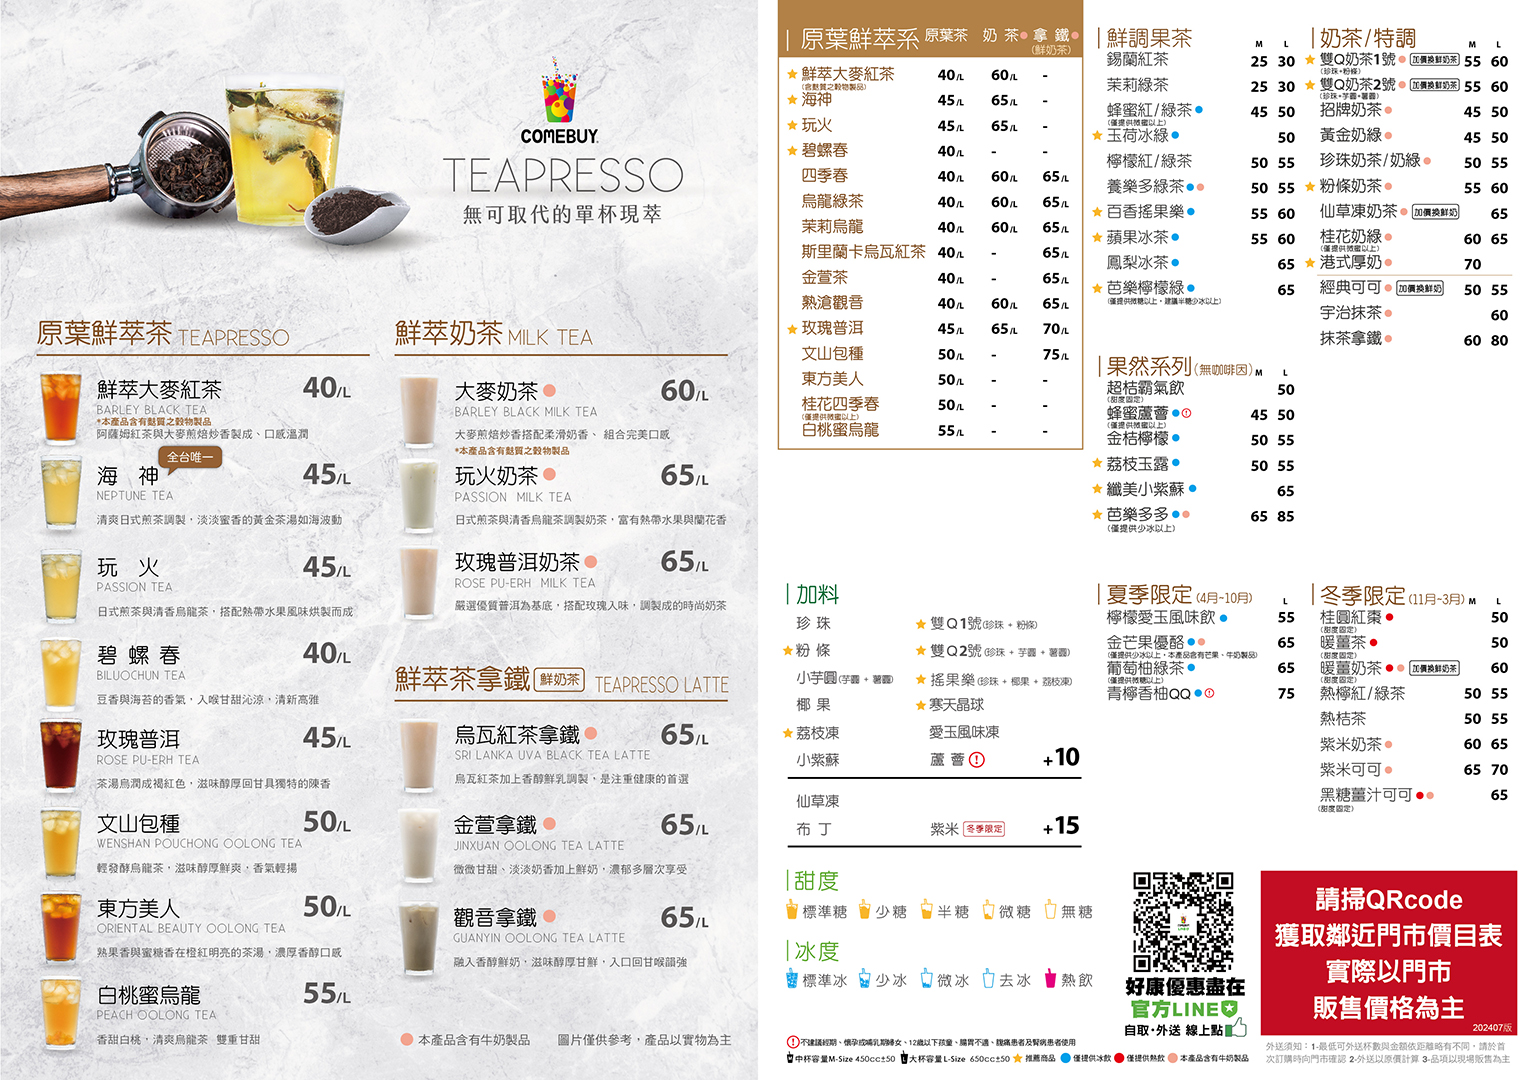 COMEBUY
TEAPRESSO
無可取代的單杯現萃
原葉鮮萃茶 TEAPRESSO
鮮萃大麥紅茶 40/L
BARLEY BLACK TEA
*本產品含有麩質之穀物製品
阿薩姆紅茶與大麥煎焙炒香製成、口感溫潤
全台唯一
海 神 45/L
NEPTUNE TEA
清爽日式煎茶調製，淡淡蜜香的黃金茶湯如海波動
玩 火 45/L
PASSION TEA
日式煎茶與清香烏龍茶，搭配熱帶水果風味烘製而成
碧 螺 春 40/L
BILUOCHUN TEA
豆香與海苔的香氣，入喉甘甜沁涼，清新高雅
玫瑰普洱 45/L
ROSE PU-ERH TEA
茶湯烏潤成褐紅色，滋味醇厚回甘具獨特的陳香
文山包種 50/L
WENSHAN POUCHONG OOLONG TEA
輕發酵烏龍茶，滋味醇厚鮮爽，香氣輕揚
東方美人 50/L
ORIENTAL BEAUTY OOLONG TEA
熟果香與蜜糖香在橙紅明亮的茶湯，濃厚香醇口感
白桃蜜烏龍 55/L
PEACH OOLONG TEA
香甜白桃，清爽烏龍茶 雙重甘甜
鮮萃奶茶 MILK TEA
大麥奶茶 60/L
BARLEY BLACK MILK TEA
大麥煎焙炒香搭配柔滑奶香、 組合完美口感
*本產品含有麩質之穀物製品
玩火奶茶 65/L
PASSION MILK TEA
日式煎茶與清香烏龍茶調製奶茶，富有熱帶水果與蘭花香
玫瑰普洱奶茶 65/L
ROSE PU-ERH MILK TEA
嚴選優質普洱為基底，搭配玫瑰入味，調製成的時尚奶茶
鮮萃茶拿鐵 鮮奶茶 TEAPRESSO LATTE
烏瓦紅茶拿鐵 65/L
SRI LANKA UVA BLACK TEA LATTE
烏瓦紅茶加上香醇鮮乳調製，是注重健康的首選
金萱拿鐵 65/L
JINXUAN OOLONG TEA LATTE
微微甘甜、淡淡奶香加上鮮奶，濃郁多層次享受
觀音拿鐵 65/L
GUANYIN OOLONG TEA LATTE
融入香醇鮮奶，滋味醇厚甘鮮，入口回甘喉韻強
本產品含有牛奶製品 圖片僅供參考，產品以實物為主
原葉鮮萃系 原葉茶 奶 茶 拿 鐵
(鮮奶茶)
鮮萃大麥紅茶 40/L 60/L -
(含麩質之穀物製品)
海神 45/L 65/L -
玩火 45/L 65/L -
碧螺春 40/L - -
四季春 40/L 60/L 65/L
烏龍綠茶 40/L 60/L 65/L
茉莉烏龍 40/L 60/L 65/L
斯里蘭卡烏瓦紅茶 40/L - 65/L
金萱茶 40/L - 65/L
熟滄觀音 40/L 60/L 65/L
玫瑰普洱 45/L 65/L 70/L
文山包種 50/L - 75/L
東方美人 50/L - -
桂花四季春 50/L - -
(僅提供微蜜以上)
白桃蜜烏龍 55/L - -
鮮調果茶 M L
錫蘭紅茶 25 30
茉莉綠茶 25 30
蜂蜜紅/綠茶 45 50
(僅提供微蜜以上)
玉荷冰綠 50
檸檬紅/綠茶 50 55
養樂多綠茶 50 55
百香搖果樂 55 60
蘋果冰茶 55 60
鳳梨冰茶 65
芭樂檸檬綠 65
(僅提供微糖以上，建議半糖少冰以上)
果然系列(無咖啡因) M L
超桔霸氣飲 50
(甜度固定)
蜂蜜蘆薈 45 50
(僅提供微蜜以上)
金桔檸檬 50 55
荔枝玉露 50 55
纖美小紫蘇 65
芭樂多多 65 85
(僅提供少冰以上)
奶茶/特調 M L
雙Q奶茶1號 加價換鮮奶茶 55 60
(珍珠+粉條)
雙Q奶茶2號 加價換鮮奶茶 55 60
(珍珠+芋圓+薯圓)
招牌奶茶 45 50
黃金奶綠 45 50
珍珠奶茶/奶綠 50 55
粉條奶茶 55 60
仙草凍奶茶 加價換鮮奶 65
桂花奶綠 60 65
(僅提供微蜜以上)
港式厚奶 70
經典可可 加價換鮮奶 50 55
宇治抹茶 60
抹茶拿鐵 60 80
加料
珍 珠 雙Q1號(珍珠 + 粉條)
粉 條 雙Q2號(珍珠 + 芋圓 + 薯圓)
小芋圓(芋圓 + 薯圓) 搖果樂(珍珠 + 椰果 + 荔枝凍)
椰 果 寒天晶球
荔枝凍 愛玉風味凍
小紫蘇 蘆 薈 +10
仙草凍
布 丁 紫米 冬季限定 +15
夏季限定(4月~10月) L
檸檬愛玉風味飲 55
金芒果優酪 65
(僅提供少冰以上，本產品含有芒果、牛奶製品)
葡萄柚綠茶 65
(僅提供微糖以上)
青檸香柚QQ 75
冬季限定(11月~3月) M L
桂圓紅棗 50
(甜度固定)
暖薑茶 50
(甜度固定)
暖薑奶茶 加價換鮮奶茶 60
(甜度固定)
熱檸紅/綠茶 50 55
熱桔茶 50 55
紫米奶茶 60 65
紫米可可 65 70
黑糖薑汁可可 65
(甜度固定)
甜度
標準糖 少糖 半糖 微糖 無糖
冰度
標準冰 少冰 微冰 去冰 熱飲
好康優惠盡在
官方LINE
自取·外送 線上點
請掃QRcode
獲取鄰近門市價目表
實際以門市
販售價格為主
202407版
不建議經期、懷孕或哺乳期婦女、12歲以下孩童、腸胃不適、腹痛患者及腎病患者使用
中杯容量M-Size 450cc±50 大杯容量L-Size 650cc±50 推薦商品 僅提供冰飲 僅提供熱飲 本產品含有牛奶製品
外送須知：1-最低可外送杯數與金額依距離略有不同，請於首
次訂購時向門市確認 2-外送以原價計算 3-品項以現場販售為主